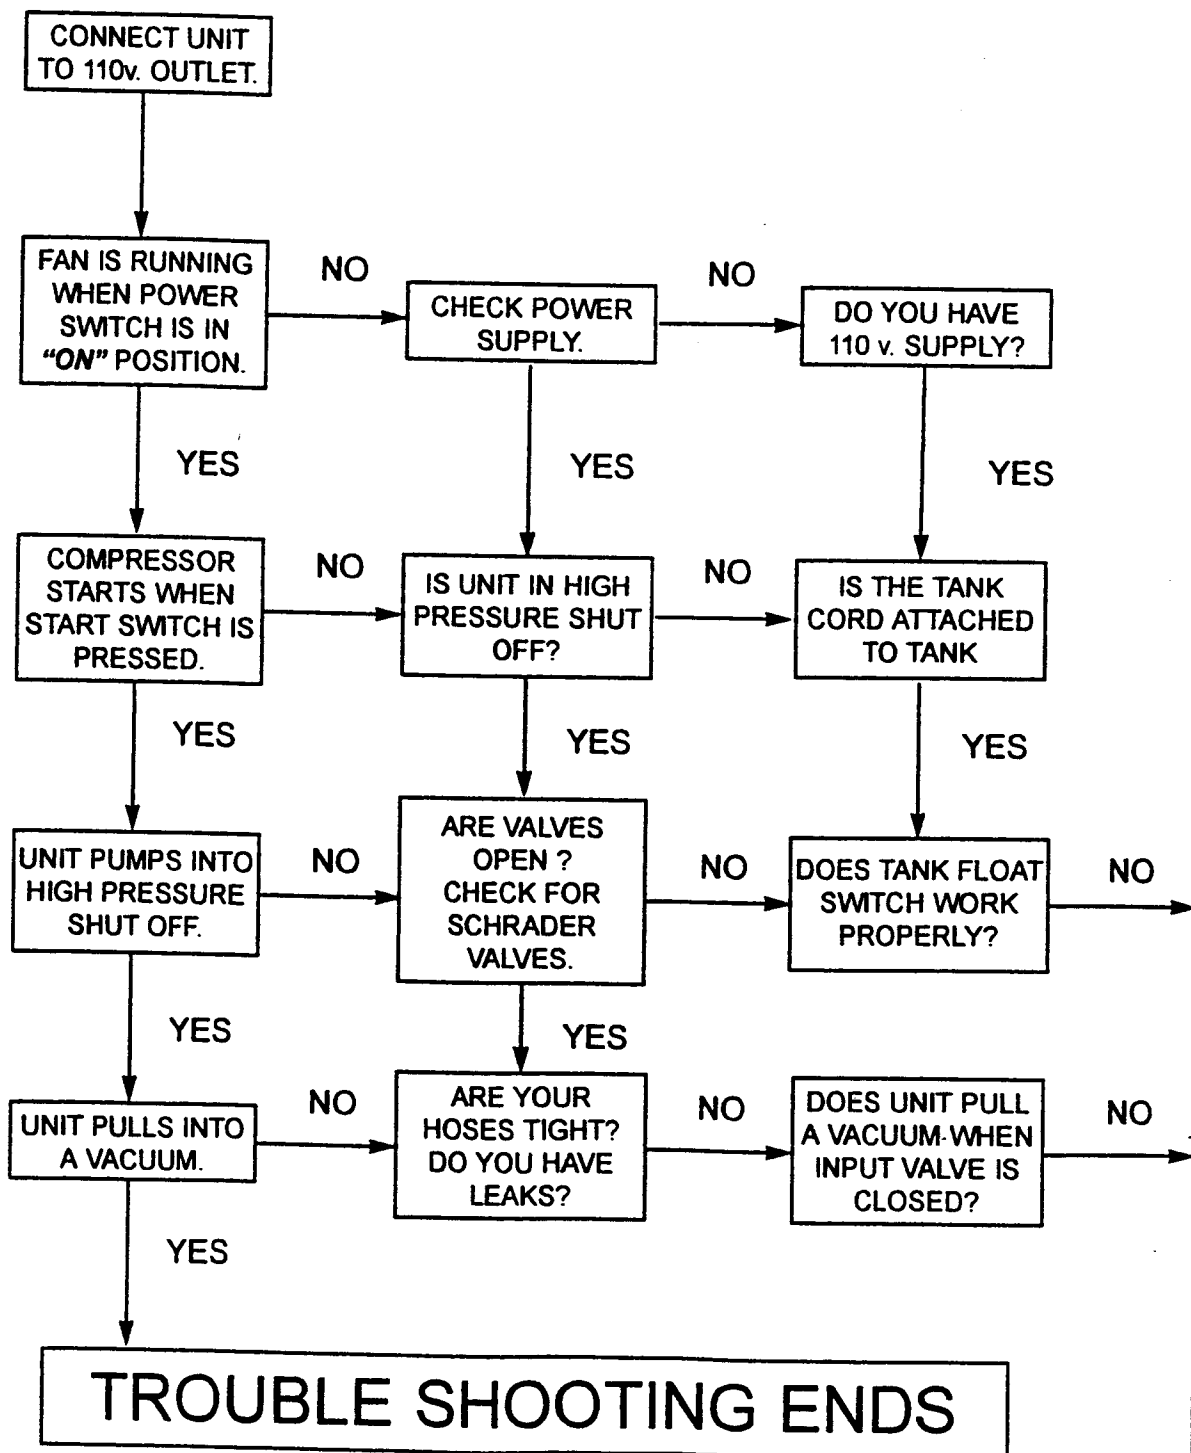 CONNECT UNIT
TO 110v. OUTLET.
FAN IS RUNNING
WHEN POWER
SWITCH IS IN
"ON" POSITION.
NO
CHECK POWER
SUPPLY.
NO
DO YOU HAVE
110 v. SUPPLY?
YES
YES
YES
COMPRESSOR
STARTS WHEN
START SWITCH IS
PRESSED.
NO
IS UNIT IN HIGH
PRESSURE SHUT
OFF?
NO
IS THE TANK
CORD ATTACHED
TO TANK
YES
YES
YES
UNIT PUMPS INTO
HIGH PRESSURE
SHUT OFF.
NO
ARE VALVES
OPEN ?
CHECK FOR
SCHRADER
VALVES.
NO
DOES TANK FLOAT
SWITCH WORK
PROPERLY?
NO
YES
YES
UNIT PULLS INTO
A VACUUM.
NO
ARE YOUR
HOSES TIGHT?
DO YOU HAVE
LEAKS?
NO
DOES UNIT PULL
A VACUUM WHEN
INPUT VALVE IS
CLOSED?
NO
YES
TROUBLE SHOOTING ENDS